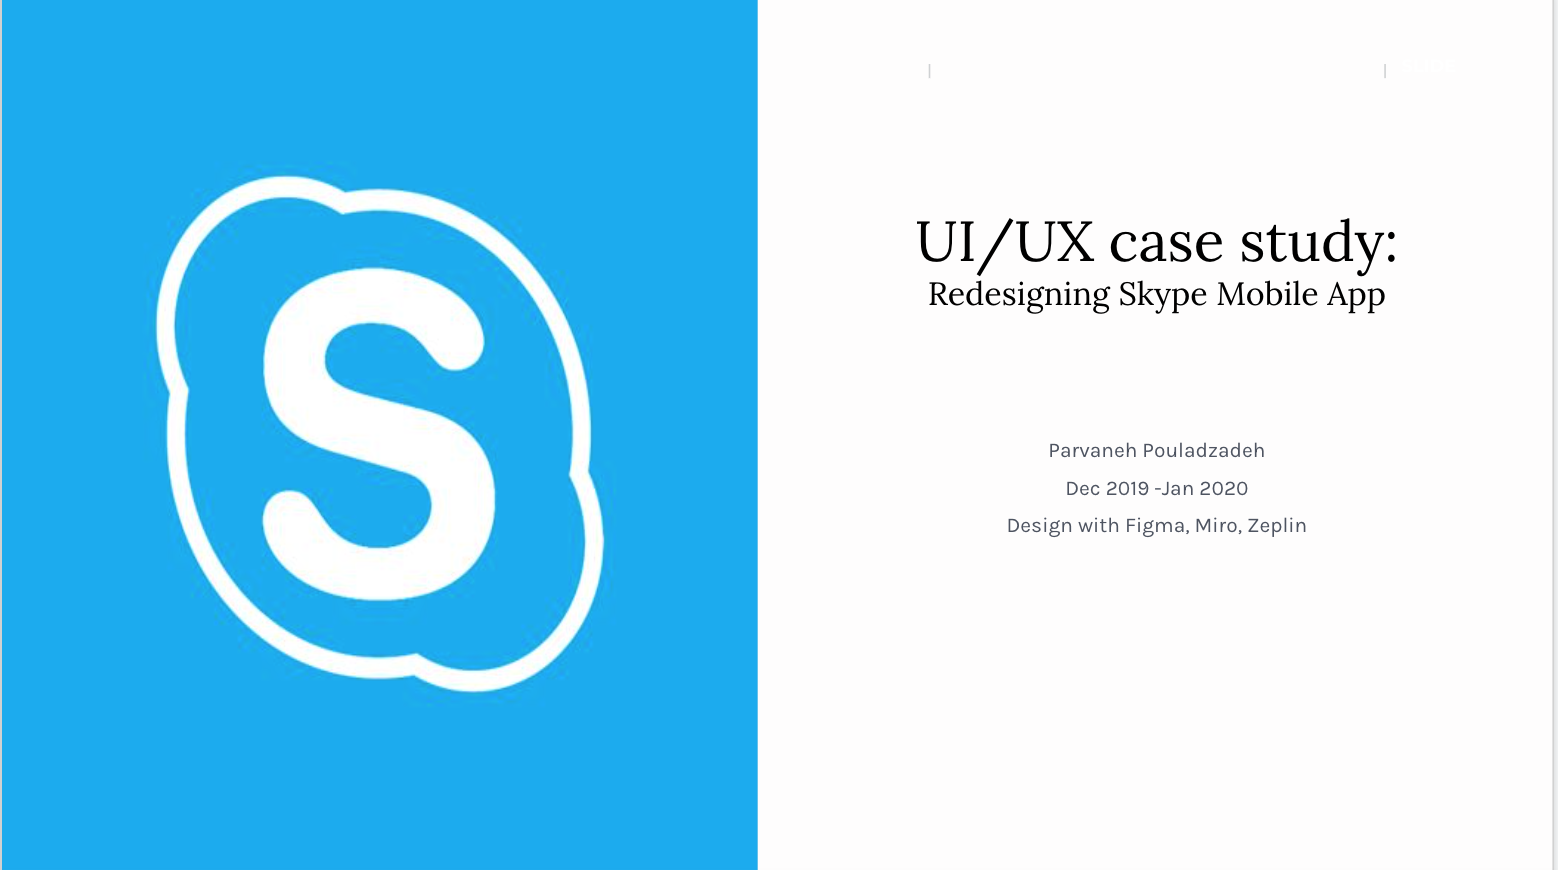 S
UI/UX case study:
Redesigning Skype Mobile App
Parvaneh Pouladzadeh
Dec 2019 -Jan 2020
Design with Figma, Miro, Zeplin